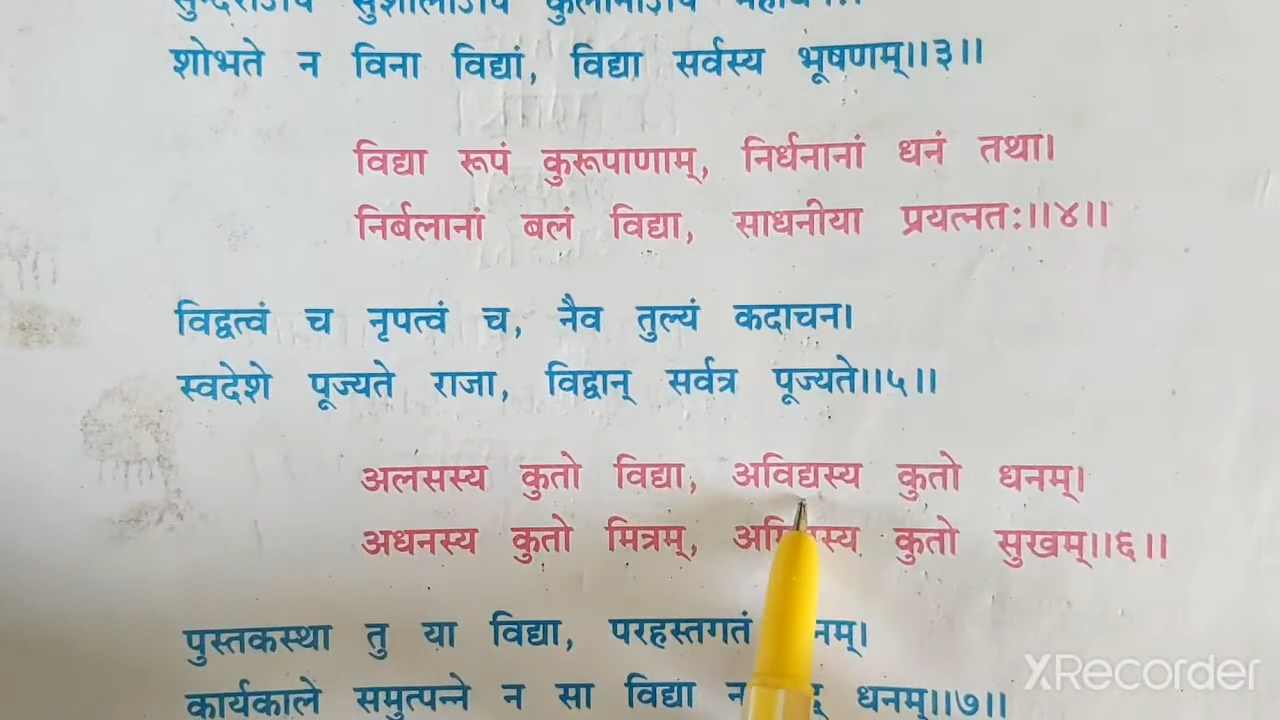 शोभते न विना विद्यां, विद्या सर्वस्य भूषणम्॥३॥
विद्या रूपं कुरूपाणाम्, निर्धनानां धनं तथा।
निर्बलानां बलं विद्या, साधनीया प्रयत्नतः॥४॥
विद्वत्वं च नृपत्वं च, नैव तुल्यं कदाचन।
स्वदेशे पूज्यते राजा, विद्वान् सर्वत्र पूज्यते॥५॥
अलसस्य कुतो विद्या, अविद्यस्य कुतो धनम्।
अधनस्य कुतो मित्रम्, कुतो सुखम्॥६॥
पुस्तकस्था तु या विद्या, परहस्तगतं
कार्यकाले समुत्पन्ने न सा विद्या न धनम्॥७॥
XRecorder